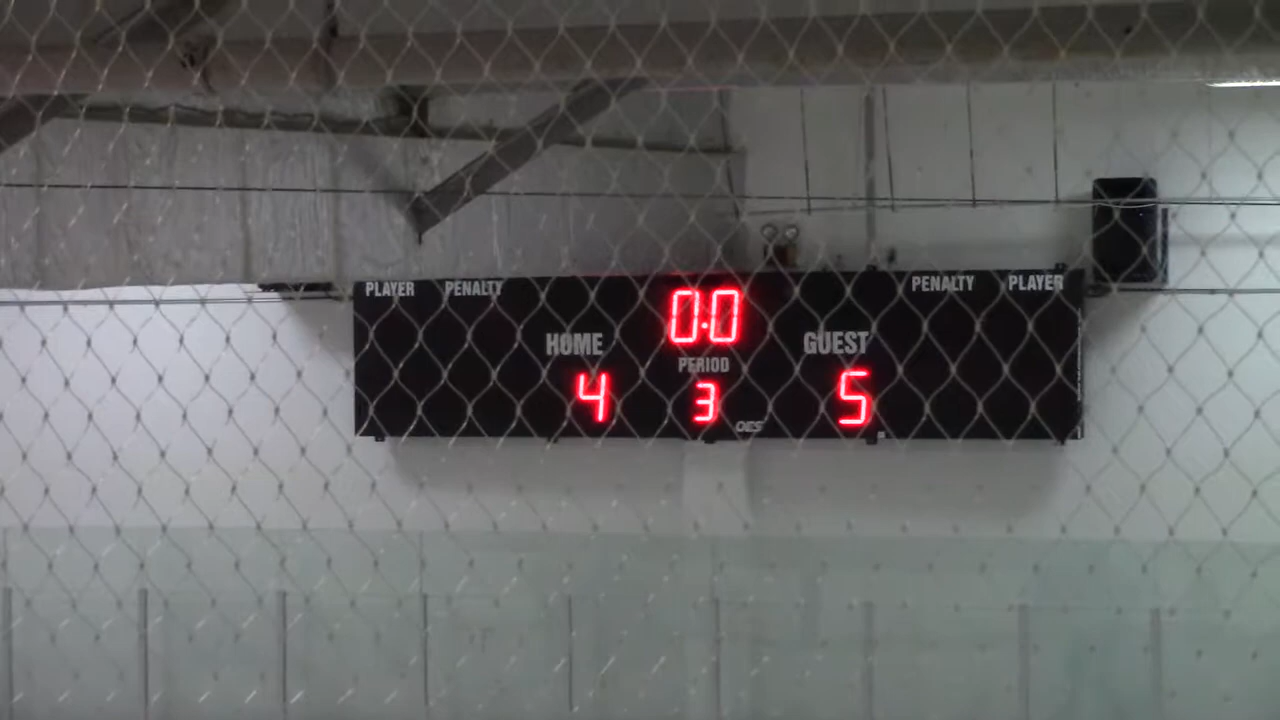 PLAYER PENALTY PENALTY PLAYER
0.0
HOME GUEST
PERIOD
4 3 5
OES